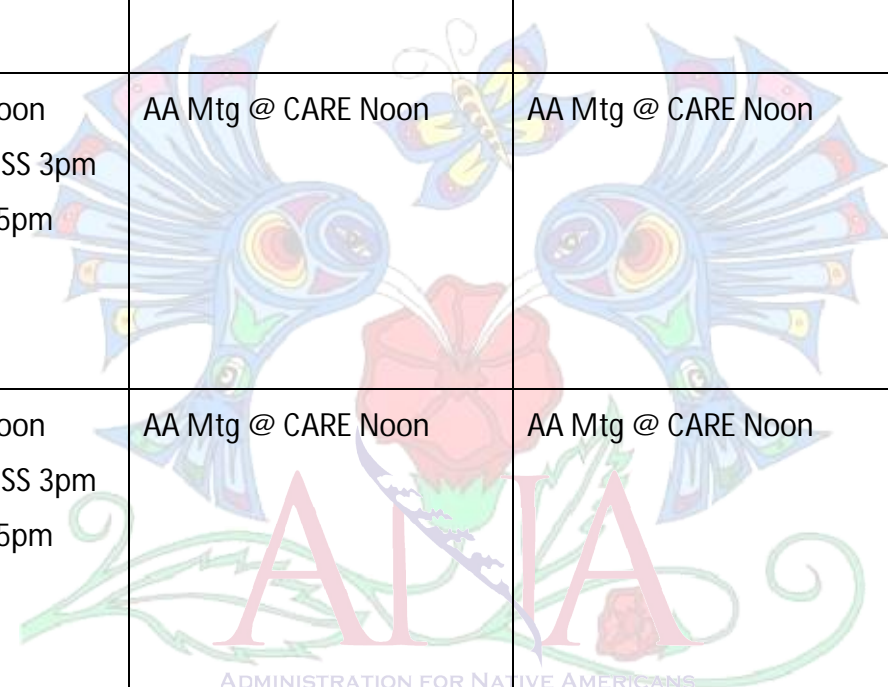 oon
SS 3pm
5pm
AA Mtg @ CARE Noon
AA Mtg @ CARE Noon
oon
SS 3pm
5pm
AA Mtg @ CARE Noon
AA Mtg @ CARE Noon
ANA
ADMINISTRATION FOR NATIVE AMERICANS